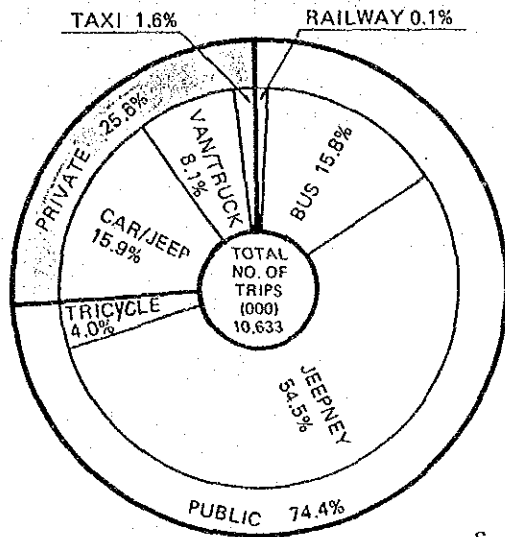 TAXI 1.6%
RAILWAY 0.1%
PRIVATE 25.6%
VAN/TRUCK
8.1%
BUS 15.8%
CAR/JEEP
15.9%
TOTAL
NO. OF
TRIPS
(000)
10,633
TRICYCLE
4.0%
JEEPNEY
54.5%
PUBLIC 74.4%